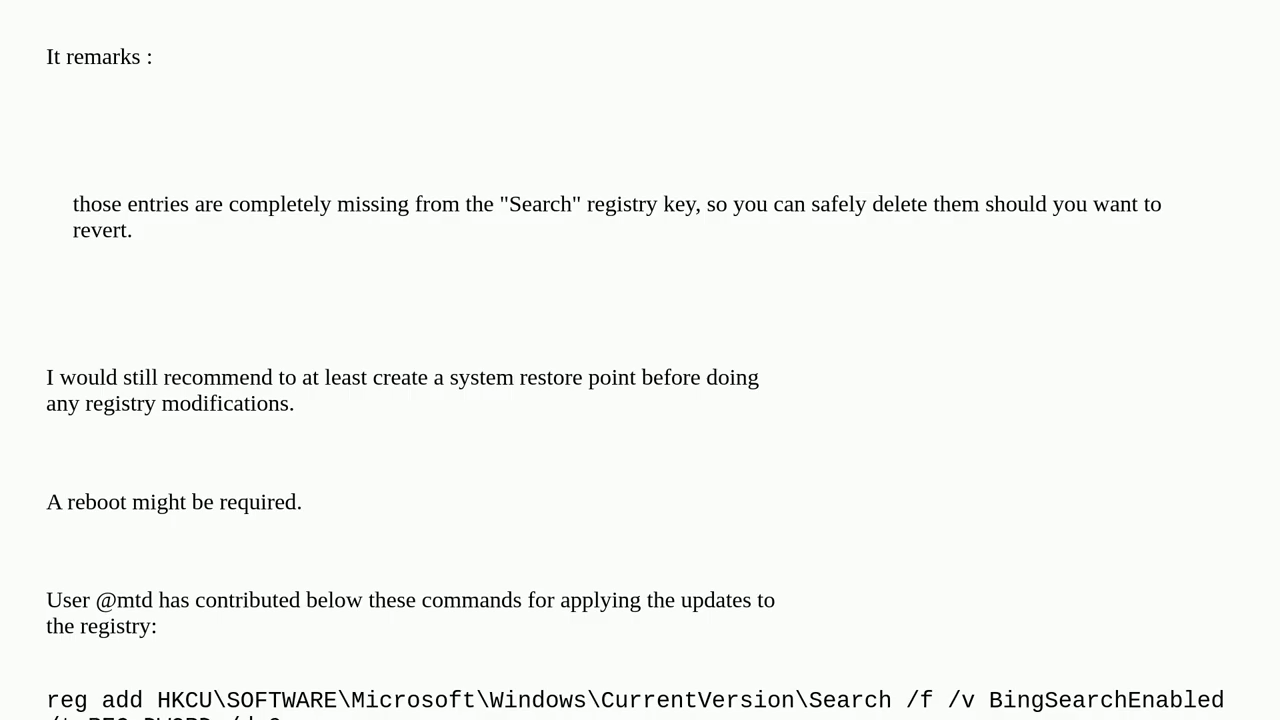 It remarks :
those entries are completely missing from the "Search" registry key, so you can safely delete them should you want to
revert.
I would still recommend to at least create a system restore point before doing
any registry modifications.
A reboot might be required.
User @mtd has contributed below these commands for applying the updates to
the registry:
reg add HKCU\SOFTWARE\Microsoft\Windows\CurrentVersion\Search /f /v BingSearchEnabled